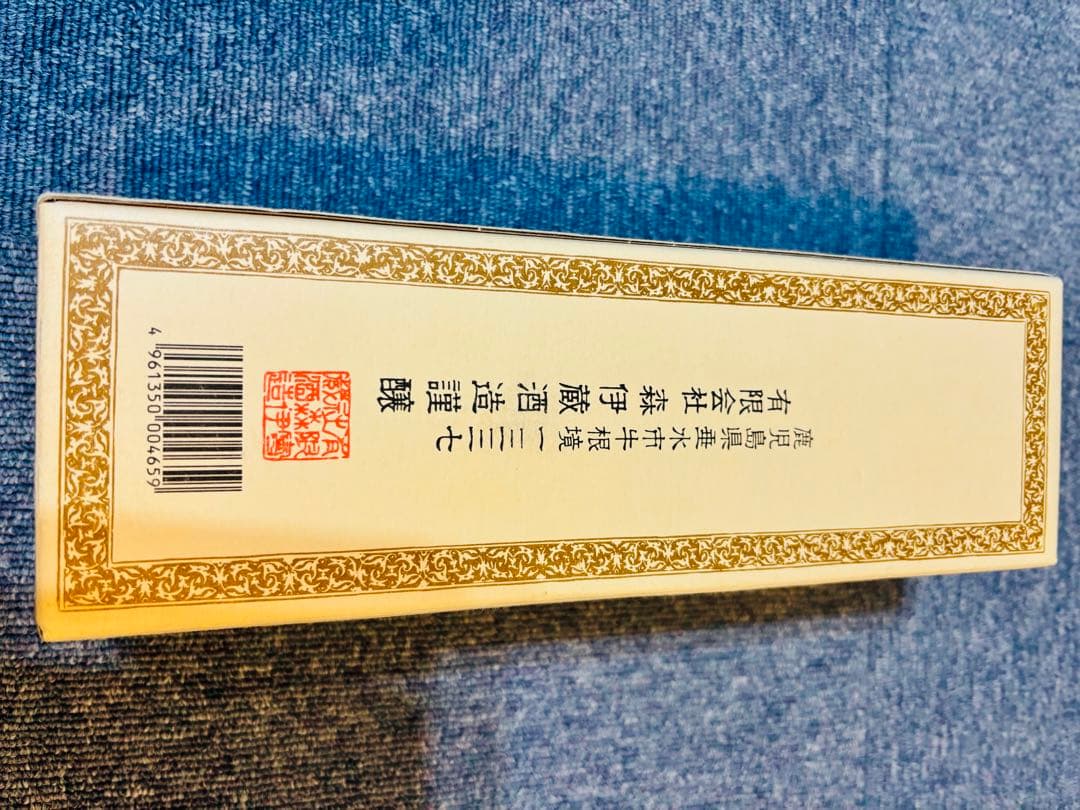 鹿児島県垂水市牛根境一三三七
有限会社 森伊蔵酒造謹醸
4 961350 004659